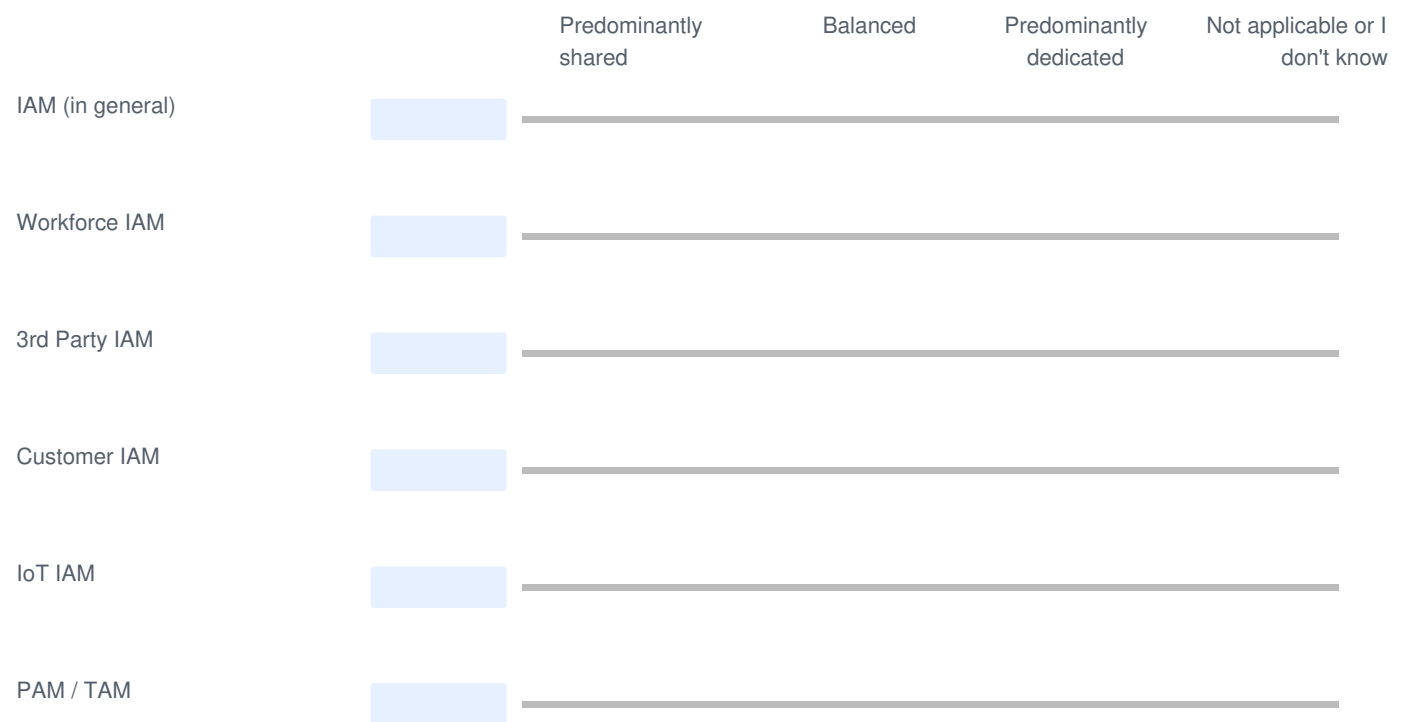 Predominantly shared
Balanced
Predominantly dedicated
Not applicable or I don't know
IAM (in general)
Workforce IAM
3rd Party IAM
Customer IAM
IoT IAM
PAM / TAM